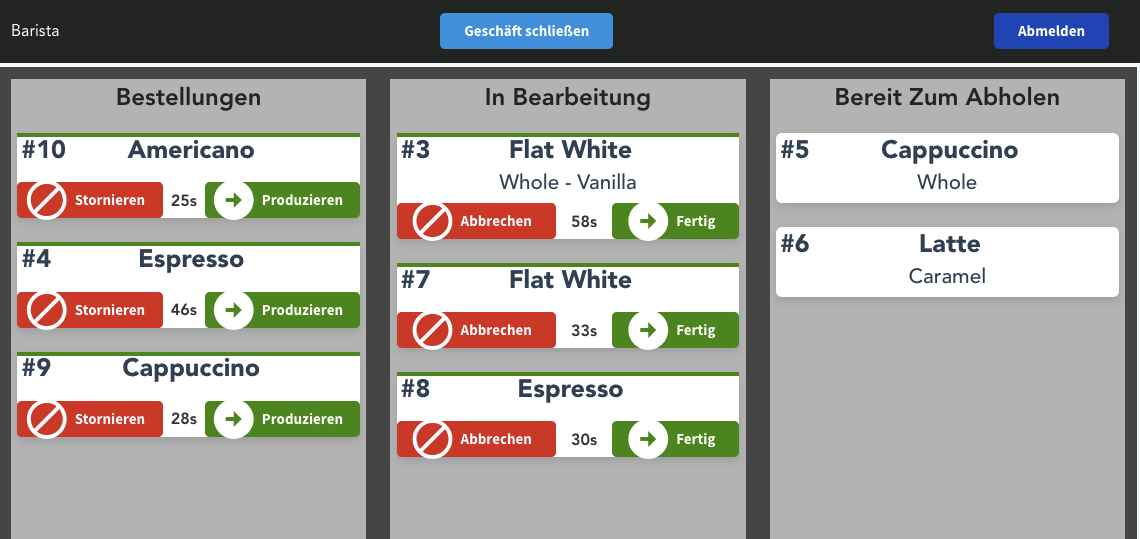 Barista
Geschäft schließen
Abmelden
Bestellungen
#10 Americano
Stornieren 25s Produzieren
#4 Espresso
Stornieren 46s Produzieren
#9 Cappuccino
Stornieren 28s Produzieren
In Bearbeitung
#3 Flat White
Whole - Vanilla
Abbrechen 58s Fertig
#7 Flat White
Abbrechen 33s Fertig
#8 Espresso
Abbrechen 30s Fertig
Bereit Zum Abholen
#5 Cappuccino
Whole
#6 Latte
Caramel